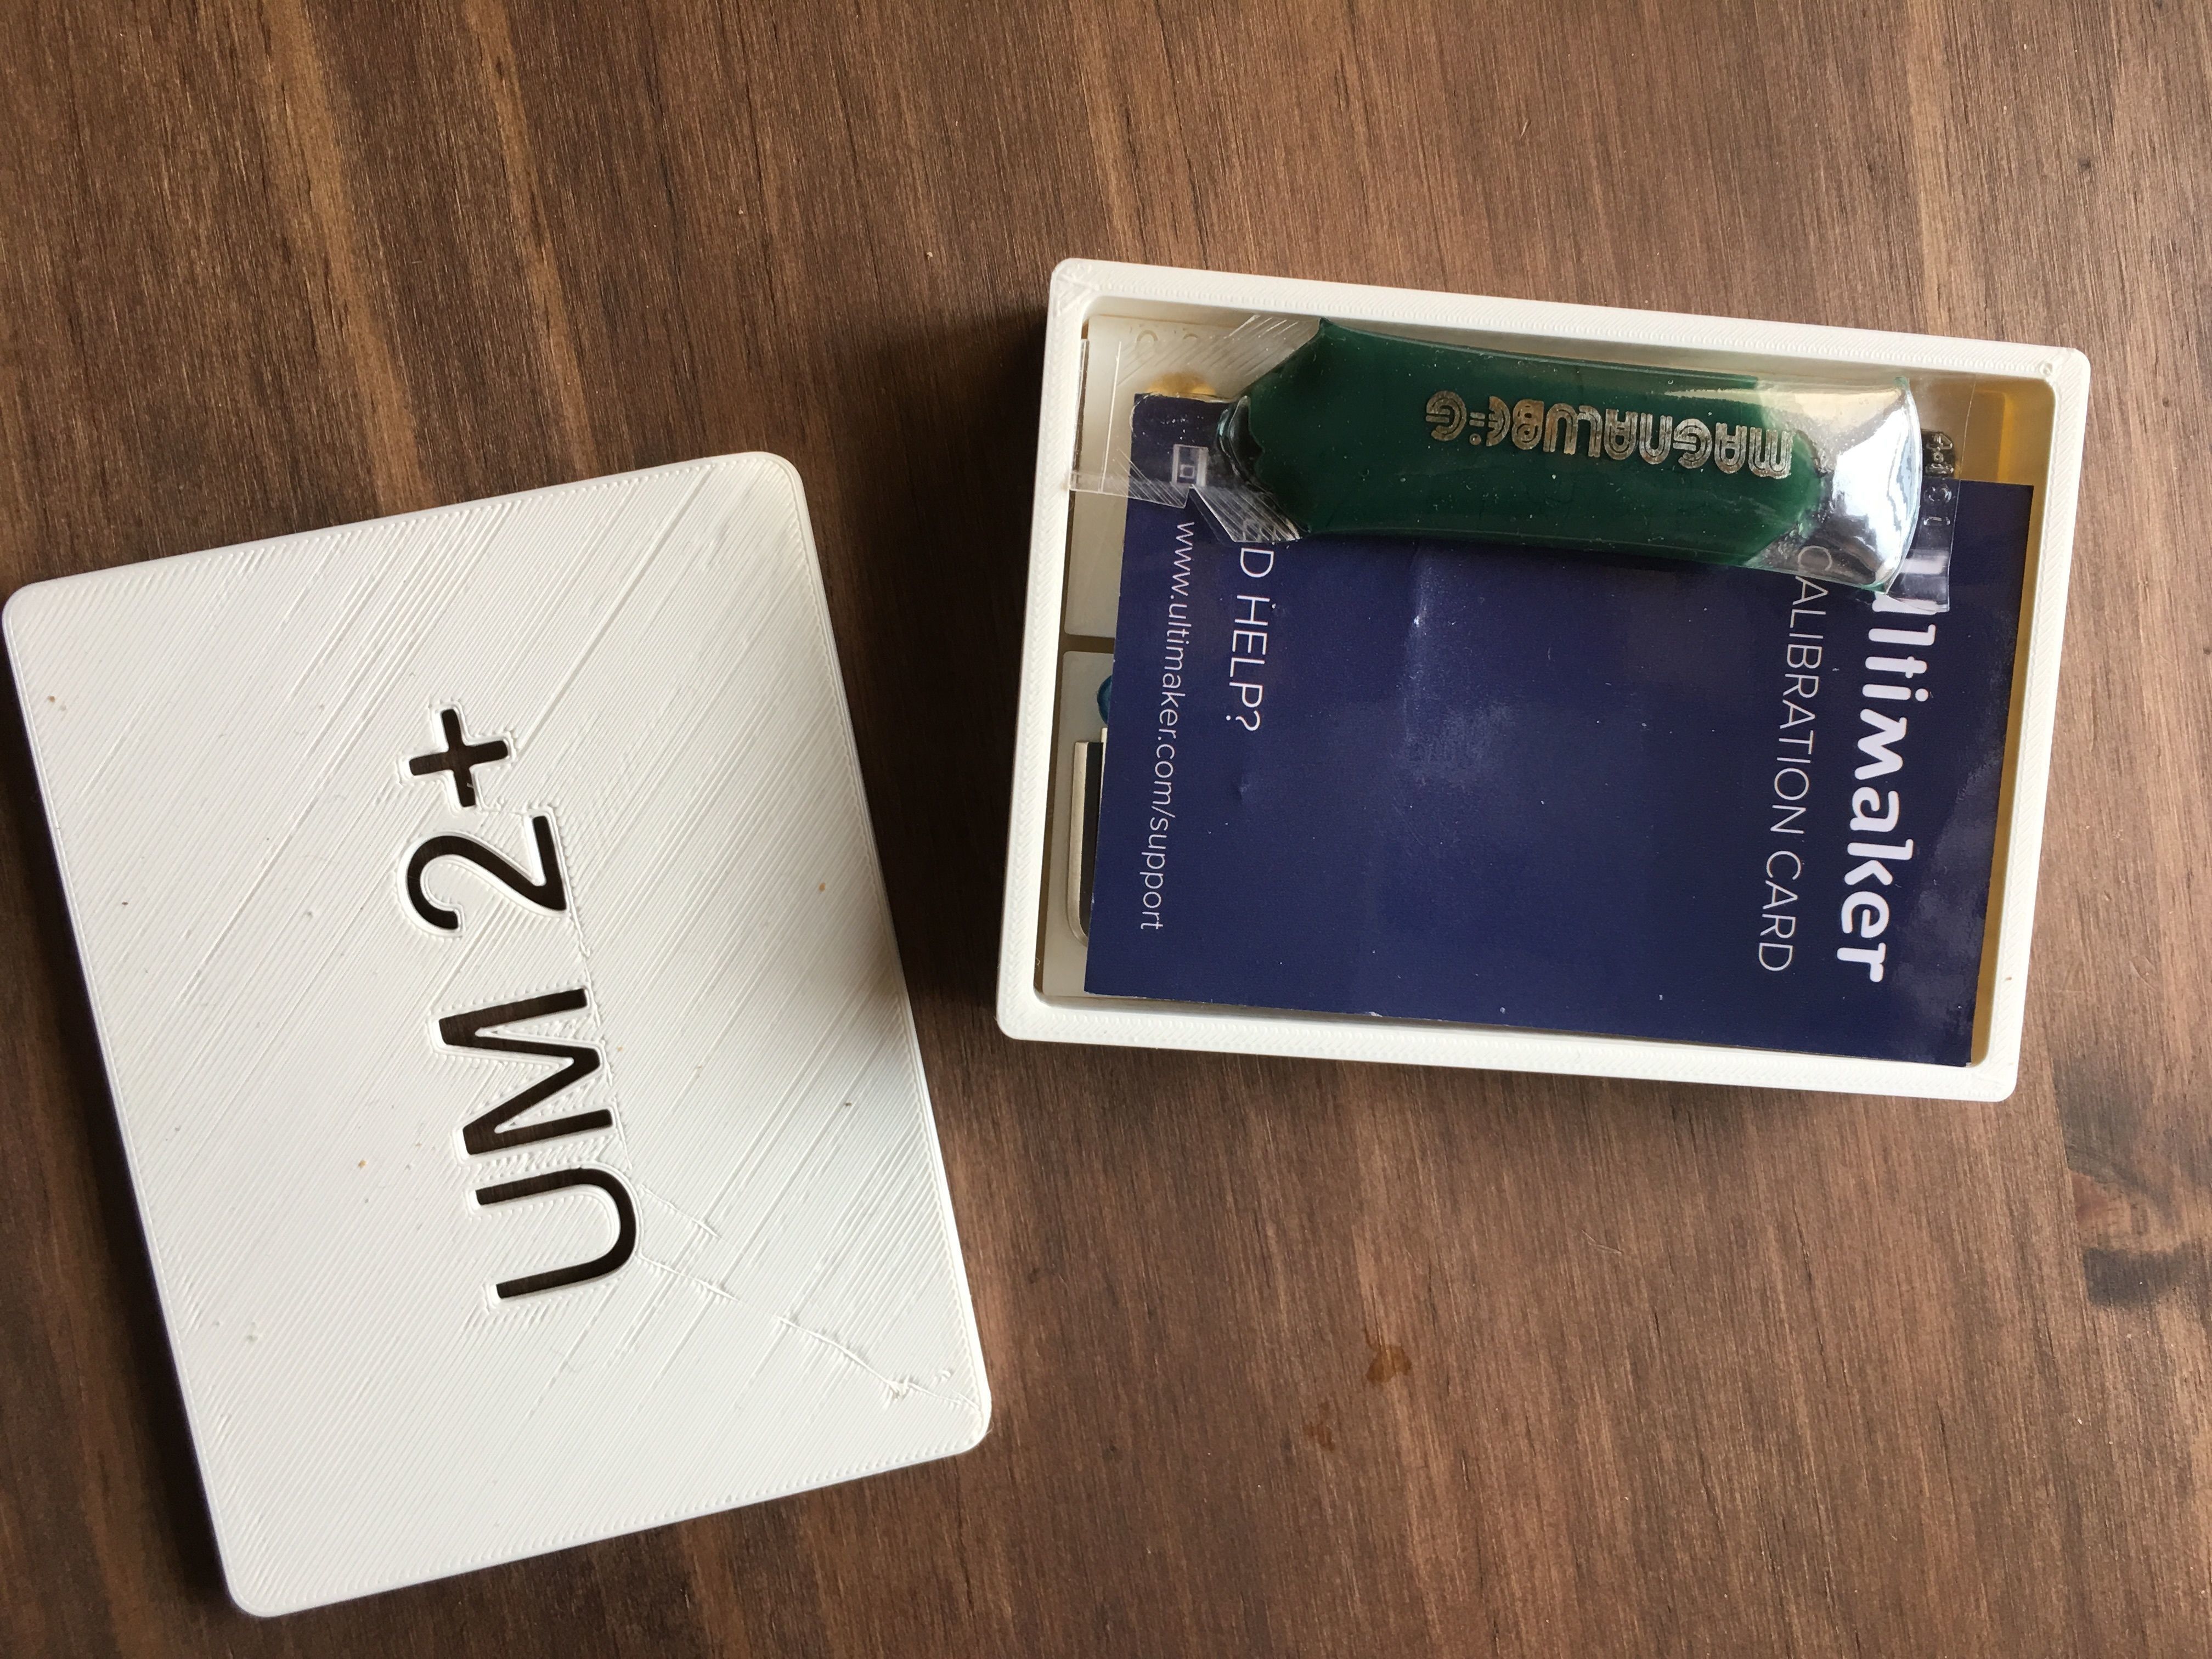 UM 2+
MAGNALUBE-G
ltimaker
CALIBRATION CARD
D HELP?
www.ultimaker.com/support